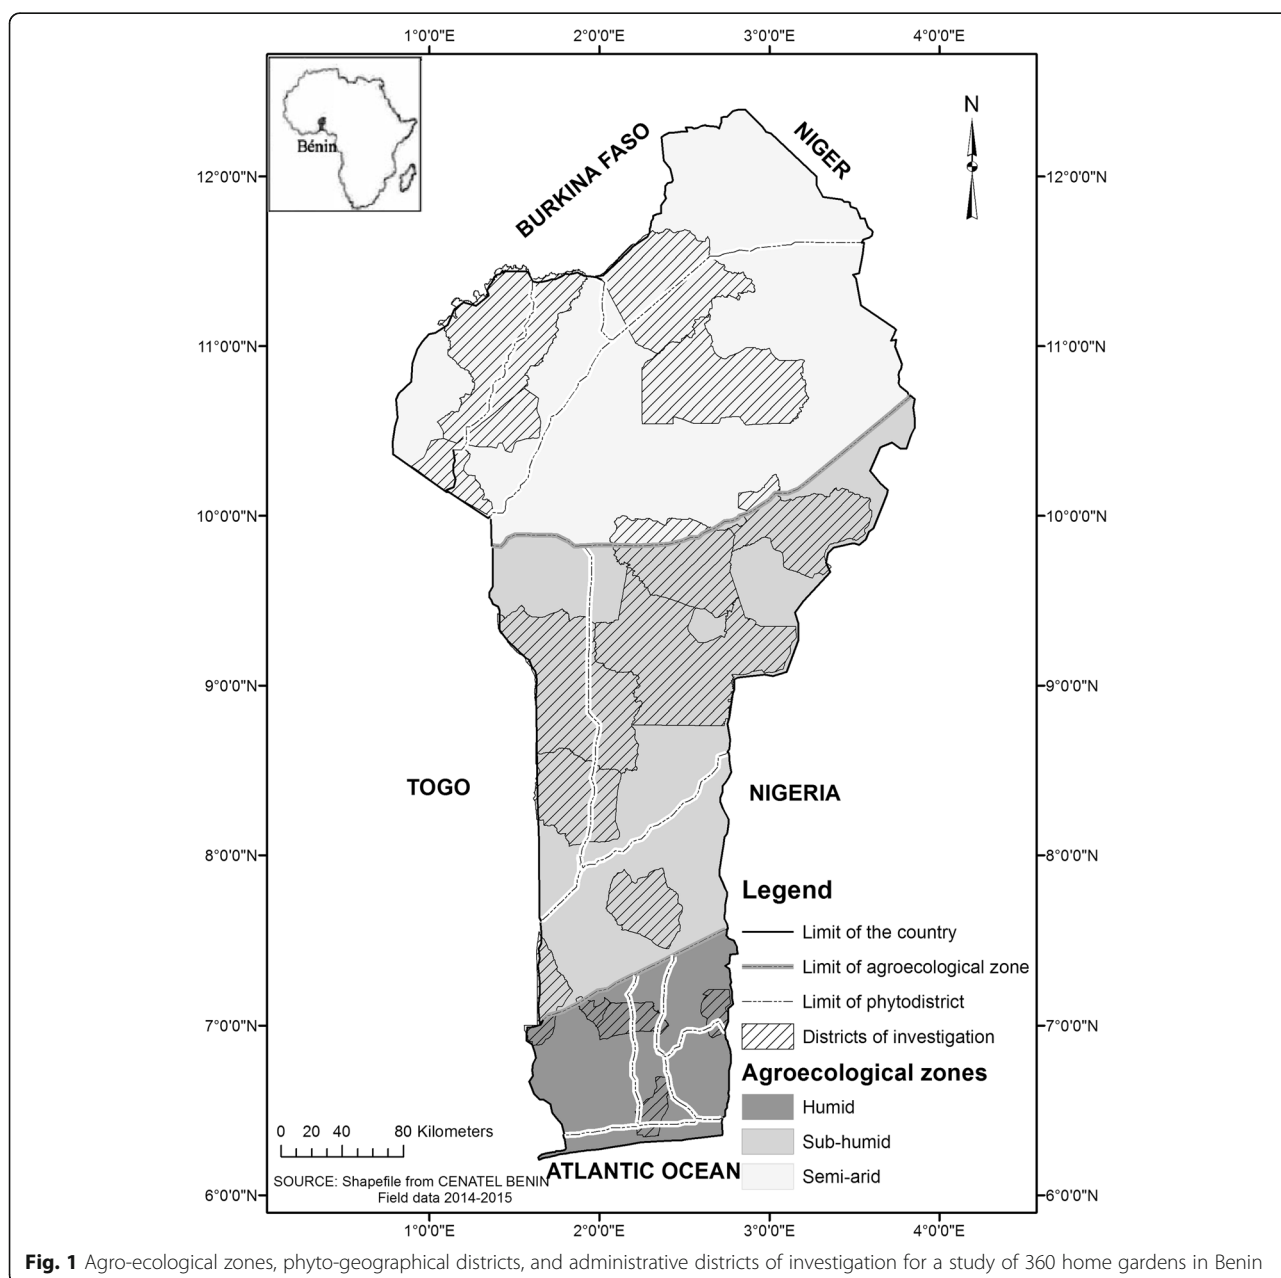 1°0'0"E 2°0'0"E 3°0'0"E 4°0'0"E
Bénin
N
BURKINA FASO
NIGER
12°0'0"N 12°0'0"N
11°0'0"N 11°0'0"N
10°0'0"N 10°0'0"N
9°0'0"N 9°0'0"N
TOGO
NIGERIA
8°0'0"N 8°0'0"N
Legend
Limit of the country
Limit of agroecological zone
Limit of phytodistrict
7°0'0"N 7°0'0"N
Districts of investigation
Agroecological zones
Humid
Sub-humid
Semi-arid
0 20 40 80 Kilometers
ATLANTIC OCEAN
SOURCE: Shapefile from CENATEL BENIN
Field data 2014-2015
6°0'0"N 6°0'0"N
1°0'0"E 2°0'0"E 3°0'0"E 4°0'0"E
Fig. 1 Agro-ecological zones, phyto-geographical districts, and administrative districts of investigation for a study of 360 home gardens in Benin